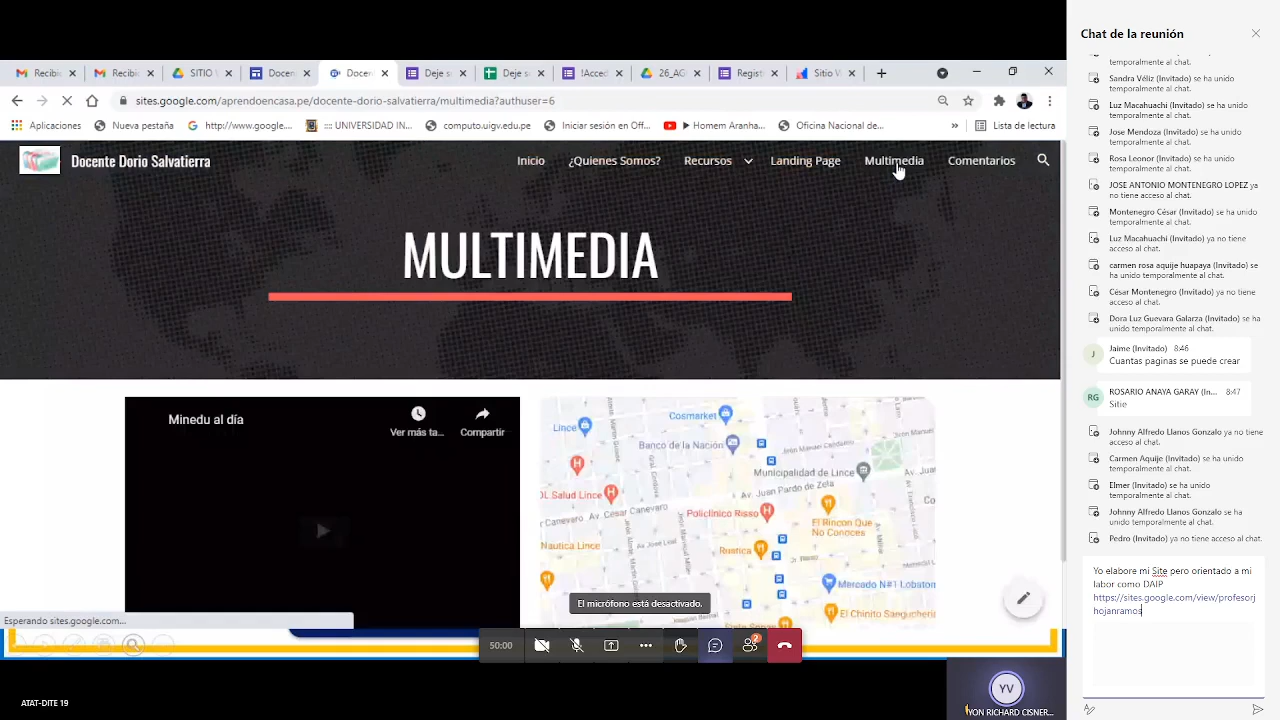 Recibi
Recibi
SITIO
Docen
Docer
Deje s
Deje s
!Acced
26_AG
Regist
Sitio W
sites.google.com/aprendoencasa.pe/docente-dorio-salvatierra/multimedia?authuser=6
Aplicaciones
Nueva pestaña
http://www.google....
:::: UNIVERSIDAD IN...
computo.uigv.edu.pe
Iniciar sesión en Off...
▶ Homem Aranha...
Oficina Nacional de...
»
Lista de lectura
Docente Dorio Salvatierra
Inicio
¿Quienes Somos?
Recursos
Landing Page
Multimedia
Comentarios
MULTIMEDIA
Minedu al día
Ver más ta...
Compartir
Cosmarket
Lince
Banco de la Nación
Municipalidad de Lince
Av. Juan Pardo de Zela
OL Salud Lince
Av. Cesar Canevaro
Policlínico Risso
El Rincon Que
No Conoces
Nautica Lince
Rustica
Mercado N#1 Lobaton
El Chinito Sangucheria
El micrófono está desactivado.
Esperando sites.google.com...
50:00
2
ATAT-DITE 19
YV
YON RICHARD CISNER...
Chat de la reunión
temporalmente al chat.
Sandra Véliz (Invitado) se ha unido
temporalmente al chat.
Luz Macahuachi (Invitado) se ha unido
temporalmente al chat.
Jose Mendoza (Invitado) se ha unido
temporalmente al chat.
Rosa Leonor (Invitado) se ha unido
temporalmente al chat.
JOSE ANTONIO MONTENEGRO LOPEZ ya
no tiene acceso al chat.
Montenegro César (Invitado) se ha unido
temporalmente al chat.
Luz Macahuachi (Invitado) ya no tiene
acceso al chat.
carmen rosa aquije huapaya (Invitado) se
ha unido temporalmente al chat.
César Montenegro (Invitado) ya no tiene
acceso al chat.
Dora Luz Guevara Galarza (Invitado) se ha
unido temporalmente al chat.
J
Jaime (Invitado) 8:46
Cuantas paginas se puede crear
RG
ROSARIO ANAYA GARAY (In... 8:47
Sitie
Johnny Alfredo Llanos Gonzalo ya no tiene
acceso al chat.
Carmen Aquije (Invitado) se ha unido
temporalmente al chat.
Elmer (Invitado) se ha unido
temporalmente al chat.
Johnny Alfredo Llanos Gonzalo se ha
unido temporalmente al chat.
Pedro (Invitado) ya no tiene acceso al chat.
Yo elabore mi Site pero orientado a mi
labor como DAIP
https://sites.google.com/view/profesorj
hojanramos